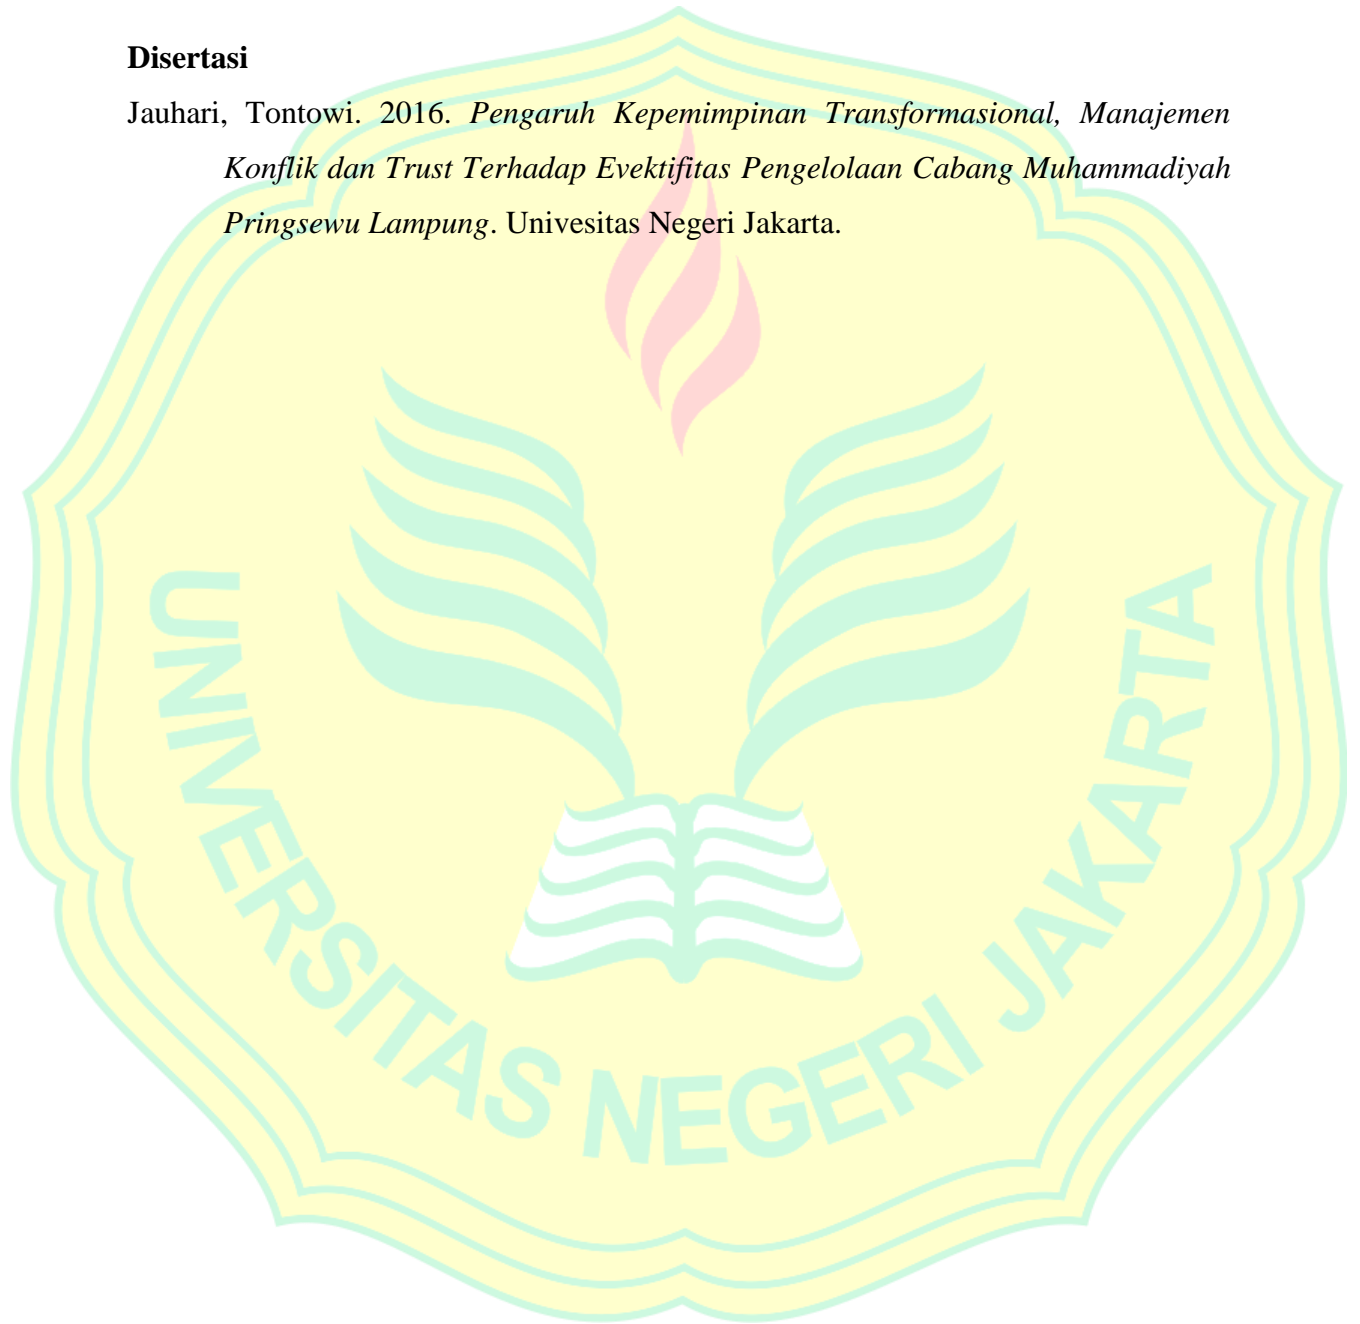 Disertasi
Jauhari, Tontowi. 2016. Pengaruh Kepemimpinan Transformasional, Manajemen
Konflik dan Trust Terhadap Evektifitas Pengelolaan Cabang Muhammadiyah
Pringsewu Lampung. Univesitas Negeri Jakarta.
UNIVERSITAS NEGERI JAKARTA